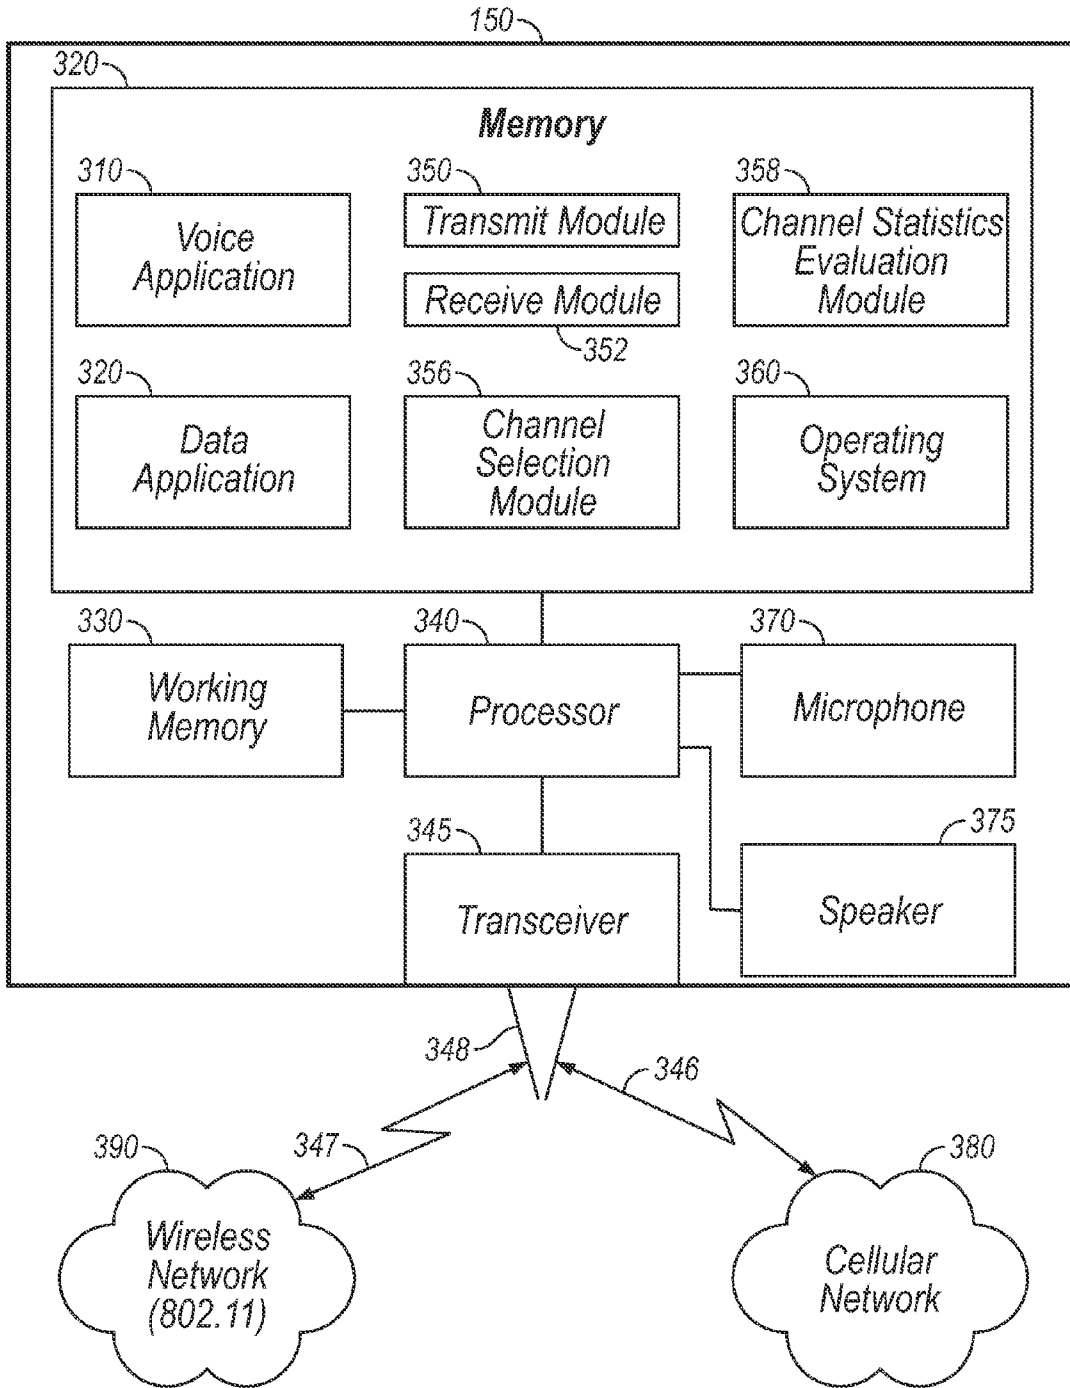 150
320
Memory
310
350
358
Voice
Application
Transmit Module
Receive Module
352
Channel Statistics
Evaluation
Module
320
356
360
Data
Application
Channel
Selection
Module
Operating
System
330
340
370
Working
Memory
Processor
Microphone
345
375
Transceiver
Speaker
348
346
390
347
380
Wireless
Network
(802.11)
Cellular
Network